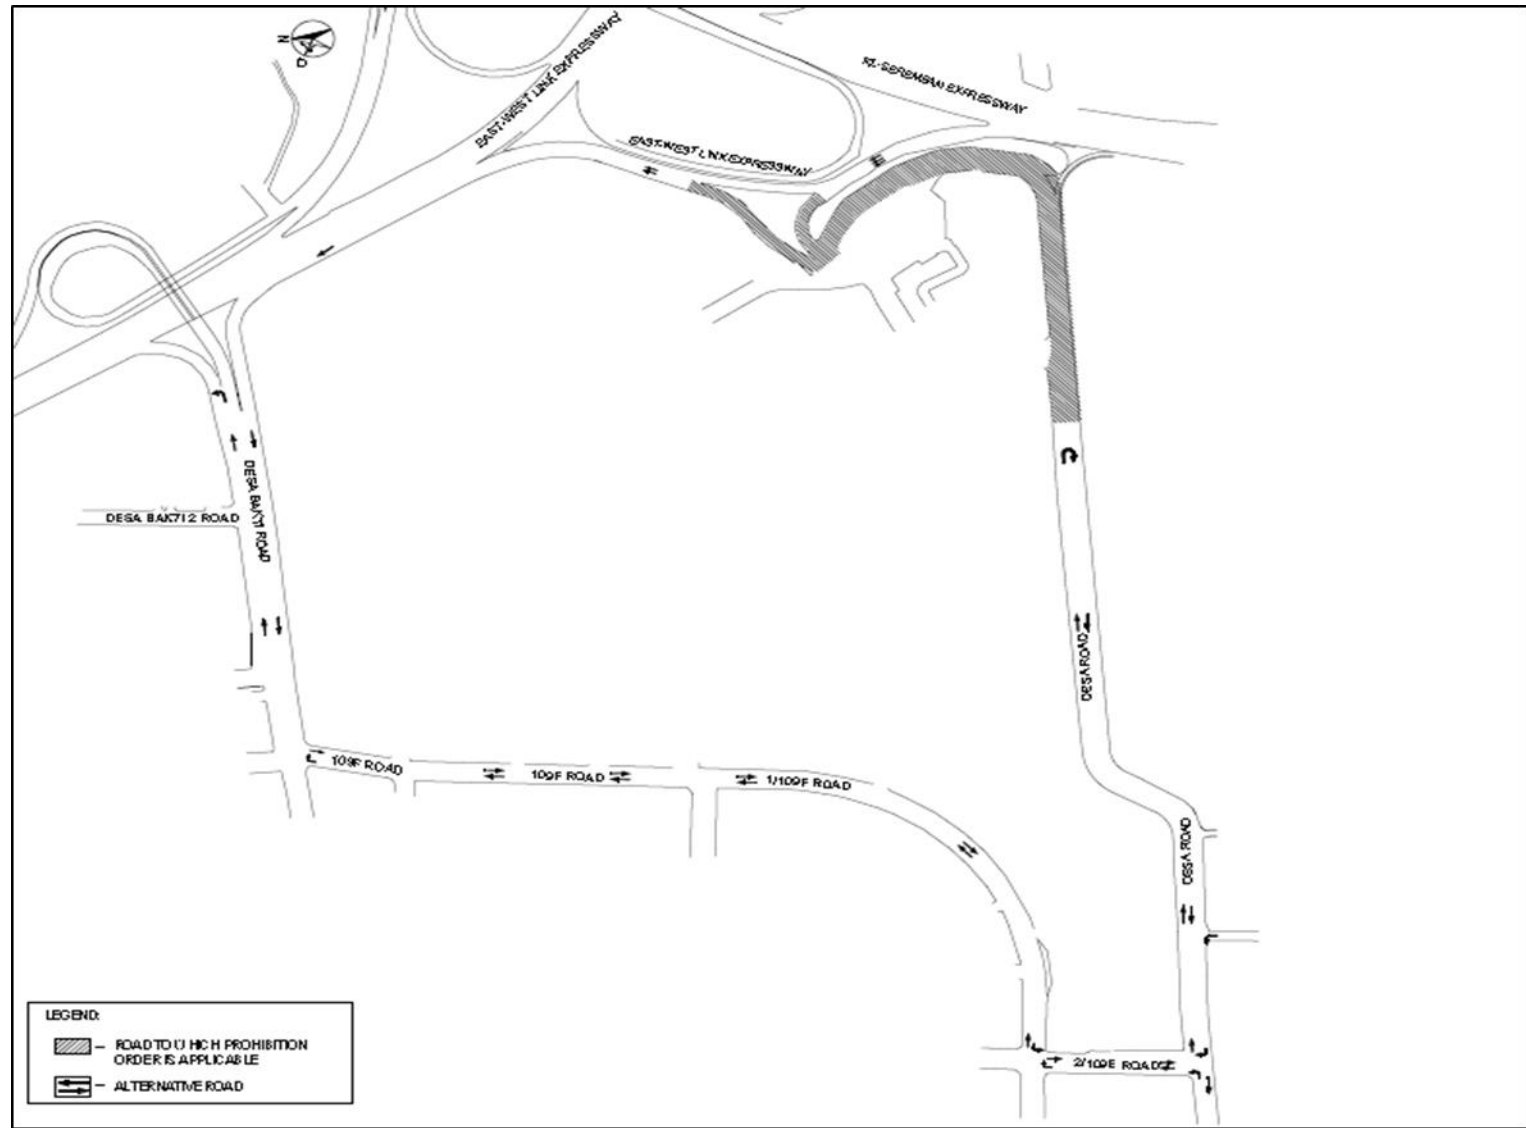 N
EAST-WEST LINK EXPRESSWAY
KL-SEREMBAN EXPRESSWAY
EAST-WEST LINK EXPRESSWAY
DESA BAKTI ROAD
DESA BAKTI 2 ROAD
DESA ROAD
109F ROAD
109F ROAD
1/109F ROAD
DESA ROAD
2/109E ROAD
LEGEND:
ROAD TO WHICH PROHIBITION
ORDER IS APPLICABLE
ALTERNATIVE ROAD